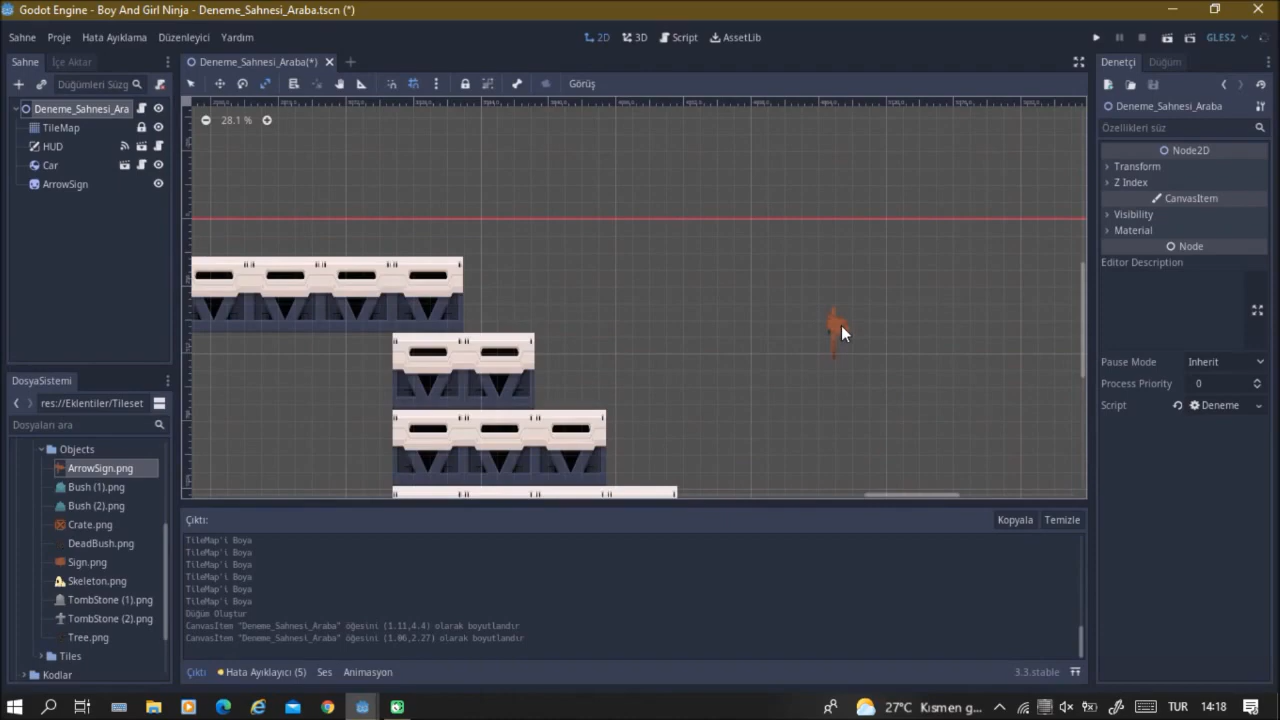 Godot Engine - Boy And Girl Ninja - Deneme_Sahnesi_Araba.tscn (*)
Sahne Proje Hata Ayıklama Düzenleyici Yardım
2D 3D Script AssetLib
GLES2
Sahne İçe Aktar
Deneme_Sahnesi_Araba(*)
Denetçi Düğüm
Düğümleri Süzg
Görüş
Deneme_Sahnesi_Ara
TileMap
HUD
Car
ArrowSign
28.1 %
Deneme_Sahnesi_Araba
Özellikleri süz
Node2D
Transform
Z Index
CanvasItem
Visibility
Material
Node
Editor Description
Pause Mode Inherit
Process Priority 0
Script Deneme
DosyaSistemi
res://Eklentiler/Tileset
Dosyaları ara
Objects
ArrowSign.png
Bush (1).png
Bush (2).png
Crate.png
DeadBush.png
Sign.png
Skeleton.png
TombStone (1).png
TombStone (2).png
Tree.png
Tiles
Kodlar
Çıktı:
Kopyala Temizle
TileMap'i Boya
TileMap'i Boya
TileMap'i Boya
TileMap'i Boya
TileMap'i Boya
TileMap'i Boya
Düğüm Oluştur
CanvasItem "Deneme_Sahnesi_Araba" öğesini (1.11,4.4) olarak boyutlandır
CanvasItem "Deneme_Sahnesi_Araba" öğesini (1.06,2.27) olarak boyutlandır
Çıktı Hata Ayıklayıcı (5) Ses Animasyon
3.3.stable
27°C Kısmen g...
TUR
14:18